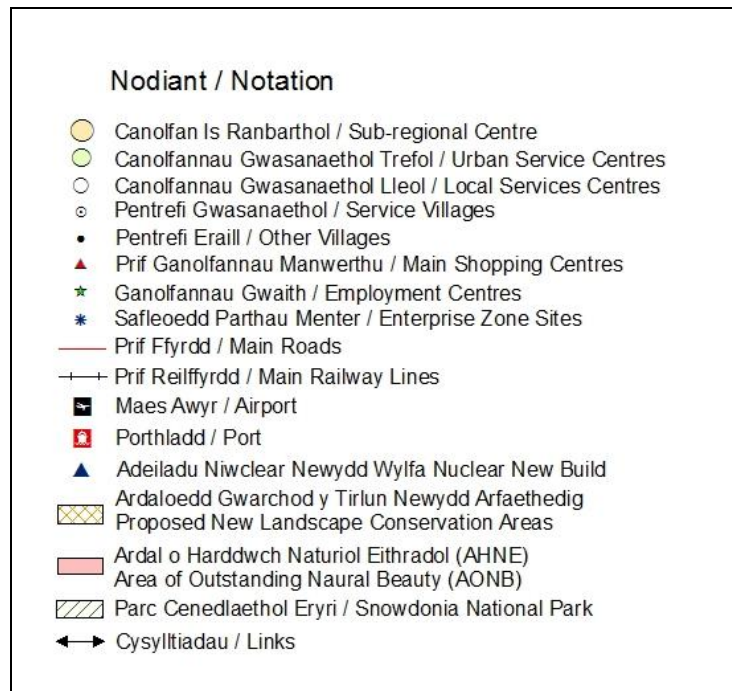 Nodiant / Notation
Canolfan Is Ranbarthol / Sub-regional Centre
Canolfannau Gwasanaethol Trefol / Urban Service Centres
Canolfannau Gwasanaethol Lleol / Local Services Centres
Pentrefi Gwasanaethol / Service Villages
Pentrefi Eraill / Other Villages
Prif Ganolfannau Manwerthu / Main Shopping Centres
Ganolfannau Gwaith / Employment Centres
Safleoedd Parthau Menter / Enterprise Zone Sites
Prif Ffyrdd / Main Roads
Prif Reilffyrdd / Main Railway Lines
Maes Awyr / Airport
Porthladd / Port
Adeiladu Niwclear Newydd Wylfa Nuclear New Build
Ardaloedd Gwarchod y Tirlun Newydd Arfaethedig
Proposed New Landscape Conservation Areas
Ardal o Harddwch Naturiol Eithradol (AHNE)
Area of Outstanding Naural Beauty (AONB)
Parc Cenedlaethol Eryri / Snowdonia National Park
Cysylltiadau / Links